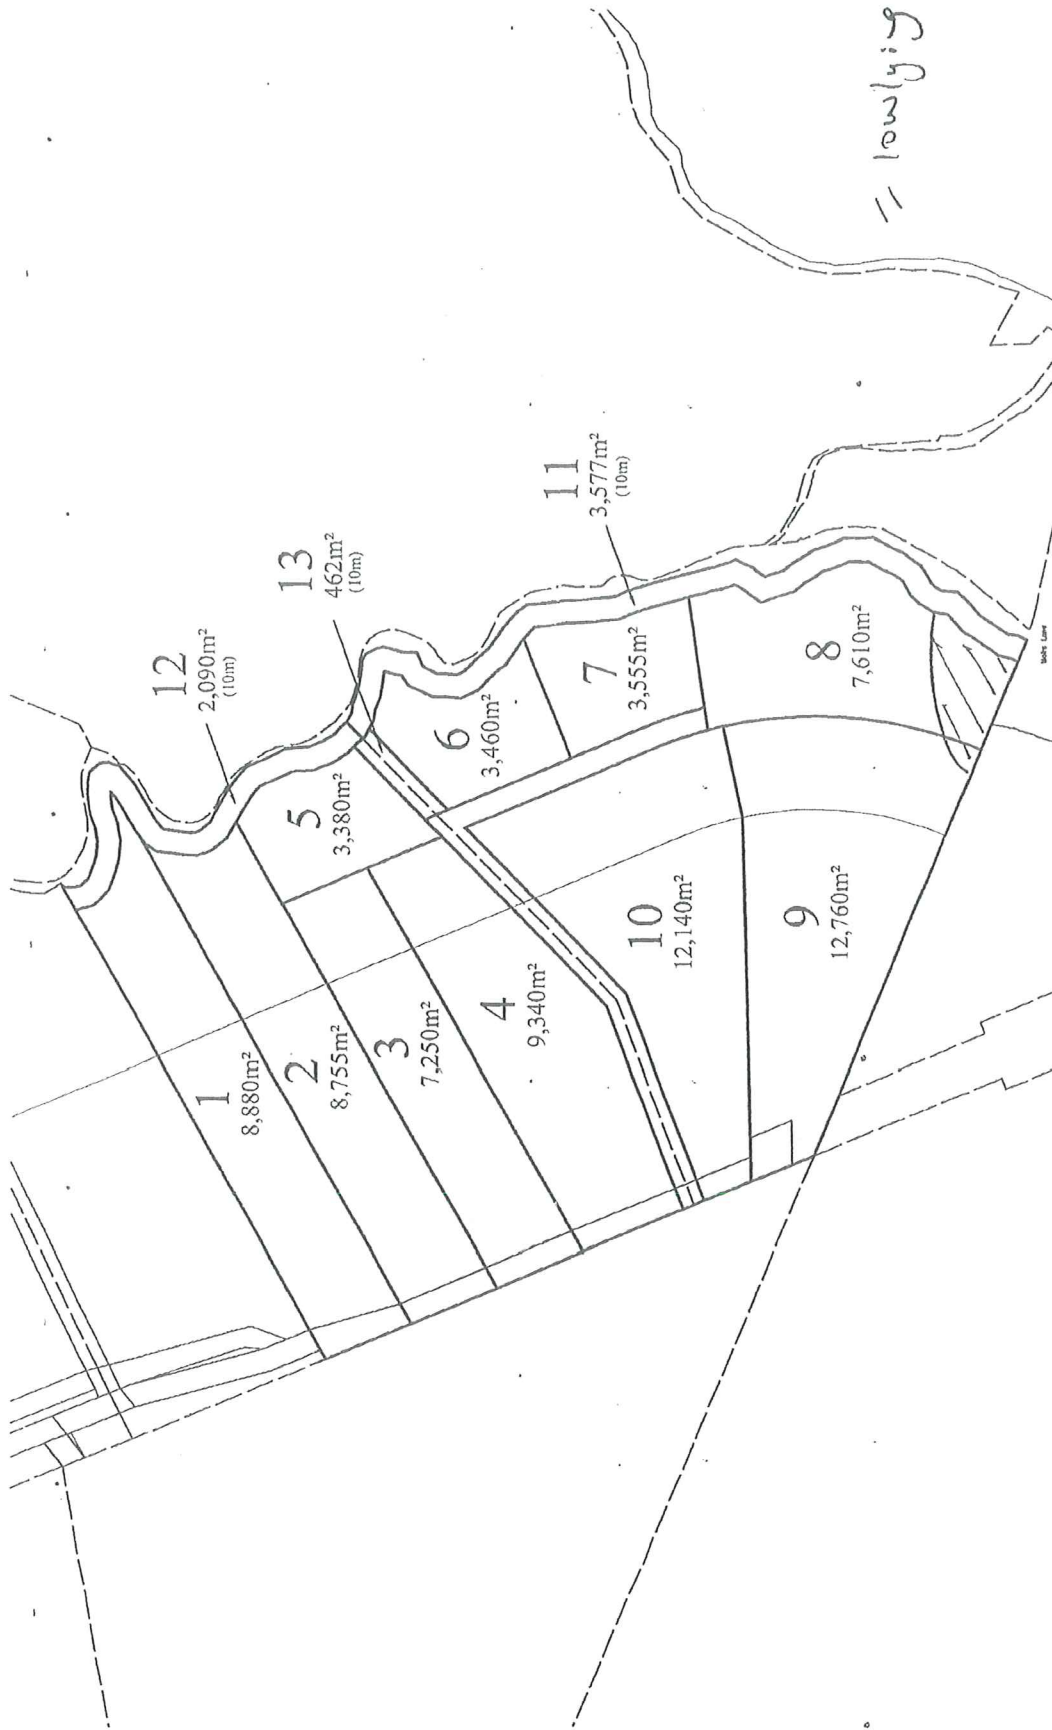 1
8,880m²
2
8,755m²
3
7,250m²
4
9,340m²
5
3,380m²
6
3,460m²
7
3,555m²
8
7,610m²
9
12,760m²
10
12,140m²
11
3,577m²
(10m)
12
2,090m²
(10m)
13
462m²
(10m)
lowlyig